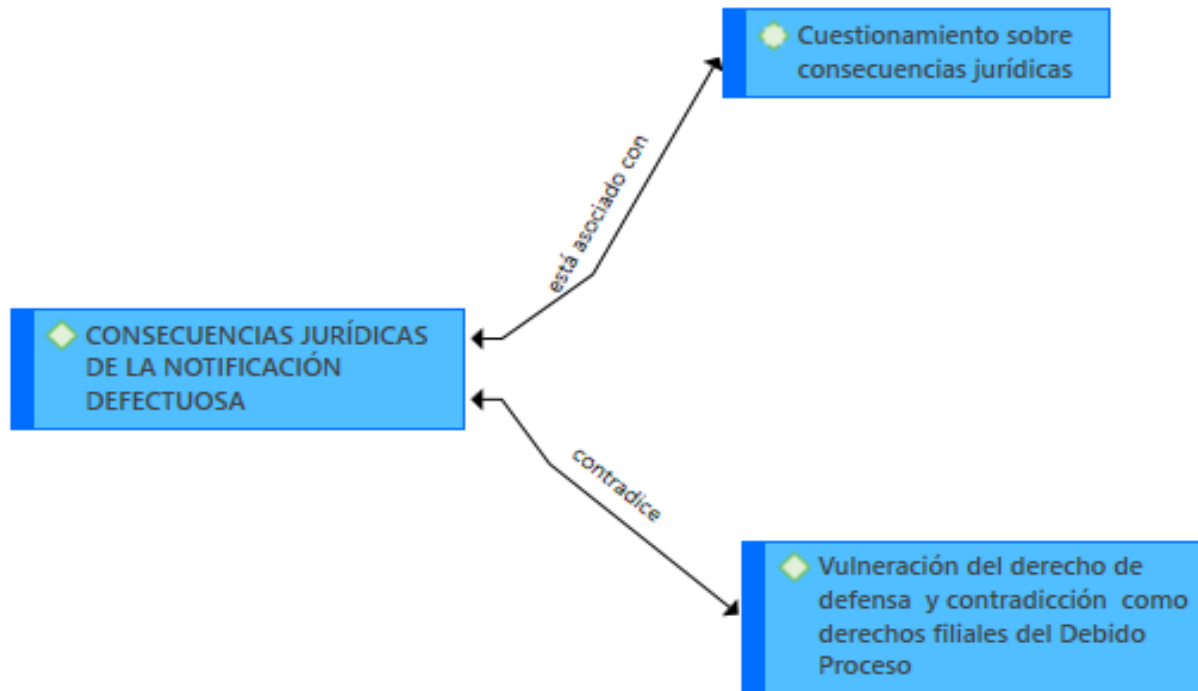 Cuestionamiento sobre
consecuencias jurídicas
está asociado con
CONSECUENCIAS JURÍDICAS
DE LA NOTIFICACIÓN
DEFECTUOSA
contradice
Vulneración del derecho de
defensa  y contradicción  como
derechos filiales del Debido
Proceso